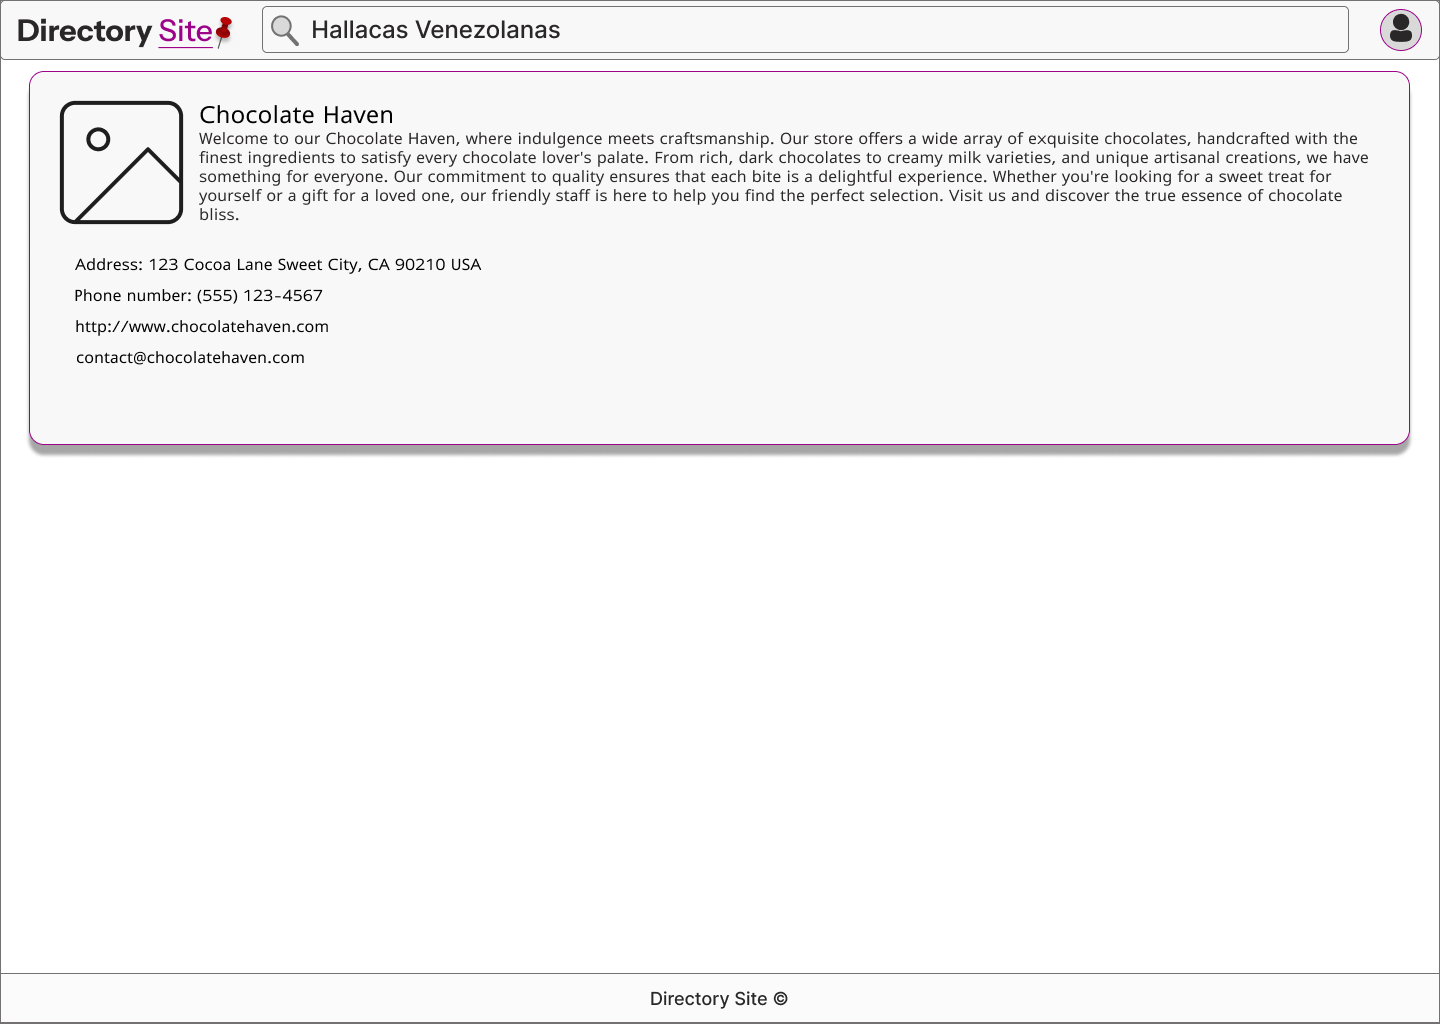 Directory Site
Hallacas Venezolanas
Chocolate Haven
Welcome to our Chocolate Haven, where indulgence meets craftsmanship. Our store offers a wide array of exquisite chocolates, handcrafted with the
finest ingredients to satisfy every chocolate lover's palate. From rich, dark chocolates to creamy milk varieties, and unique artisanal creations, we have
something for everyone. Our commitment to quality ensures that each bite is a delightful experience. Whether you're looking for a sweet treat for
yourself or a gift for a loved one, our friendly staff is here to help you find the perfect selection. Visit us and discover the true essence of chocolate
bliss.
Address: 123 Cocoa Lane Sweet City, CA 90210 USA
Phone number: (555) 123-4567
http://www.chocolatehaven.com
contact@chocolatehaven.com
Directory Site ©